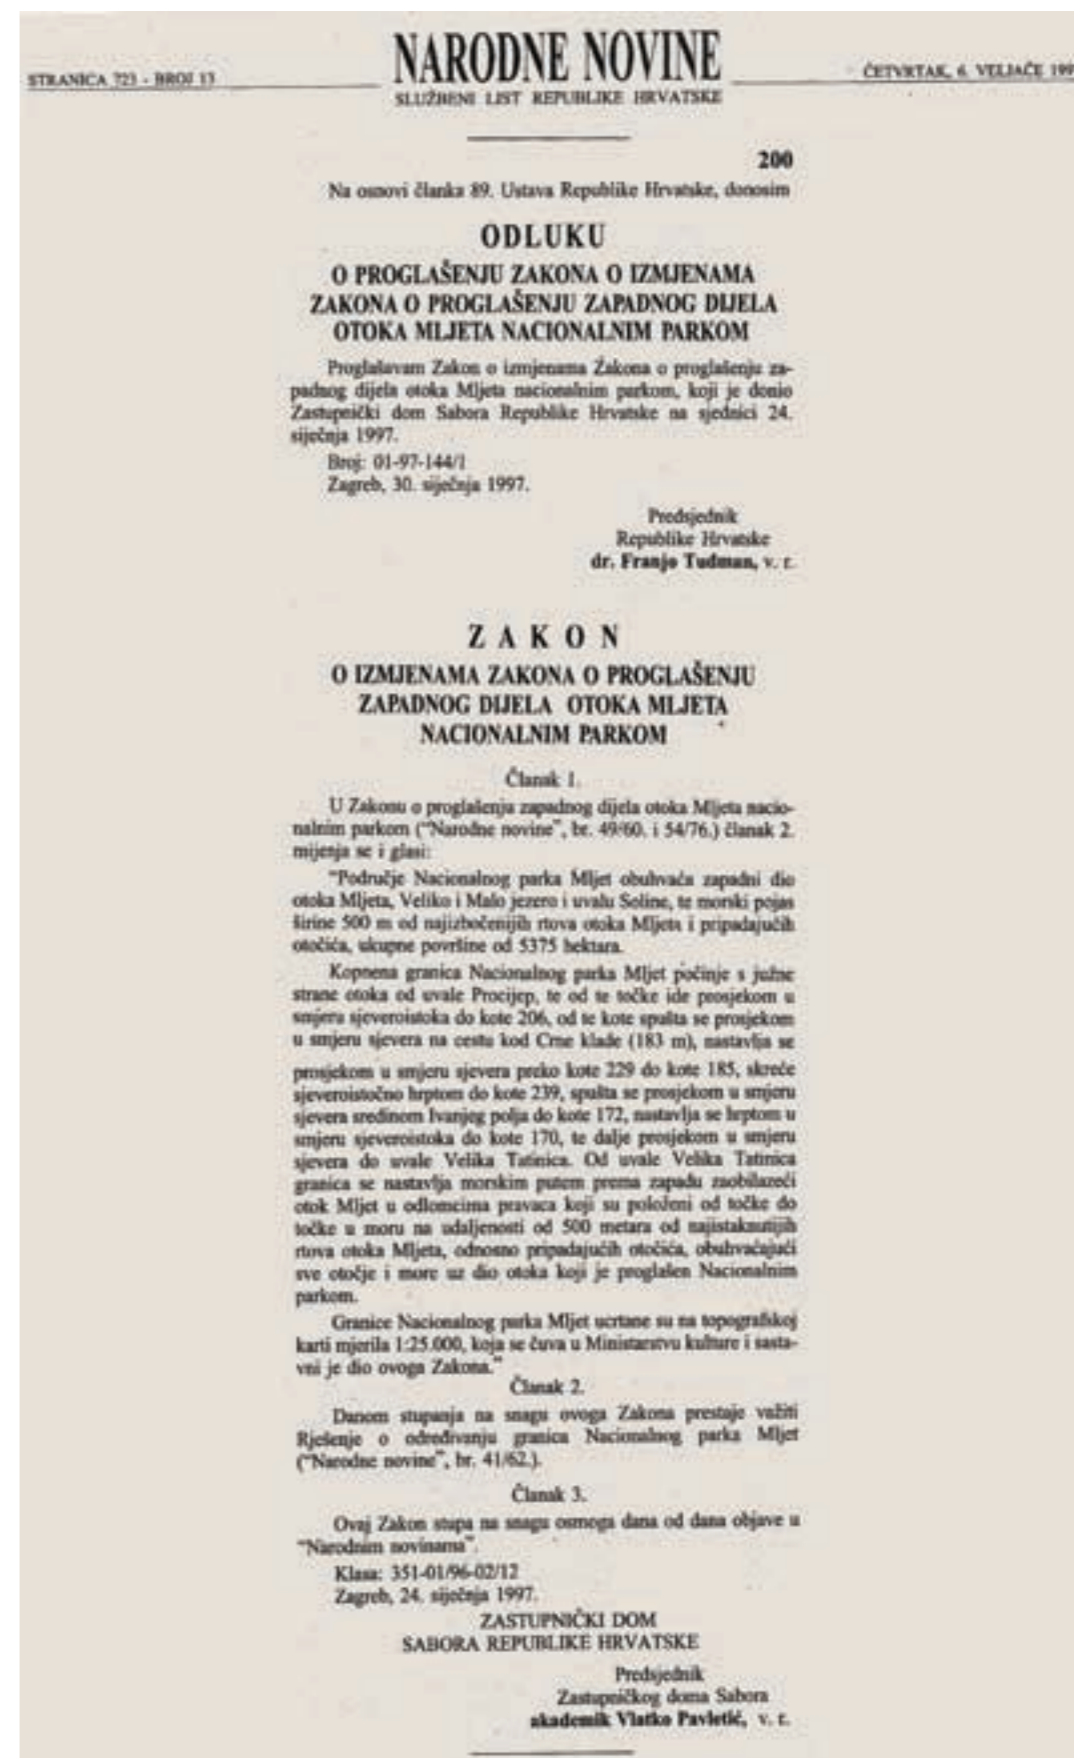 NARODNE NOVINE
STRANICA 723 - BROJ 13
ČETVRTAK, 6. VELJAČE 199
SLUŽBENI LIST REPUBLIKE HRVATSKE
200
Na osnovi članka 89. Ustava Republike Hrvatske, donosim
ODLUKU
O PROGLAŠENJU ZAKONA O IZMJENAMA
ZAKONA O PROGLAŠENJU ZAPADNOG DIJELA
OTOKA MLJETA NACIONALNIM PARKOM
Proglašavam Zakon o izmjenama Zakona o proglašenju za-
padnog dijela otoka Mljeta nacionalnim parkom, koji je donio
Zastupnički dom Sabora Republike Hrvatske na sjednici 24.
siječnja 1997.
Broj: 01-97-144/1
Zagreb, 30. siječnja 1997.
Predsjednik
Republike Hrvatske
dr. Franjo Tuđman, v. r.
ZAKON
O IZMJENAMA ZAKONA O PROGLAŠENJU
ZAPADNOG DIJELA OTOKA MLJETA
NACIONALNIM PARKOM
Članak 1.
U Zakonu o proglašenju zapadnog dijela otoka Mljeta nacio-
nalnim parkom ("Narodne novine", br. 49/60. i 54/76.) članak 2.
mijenja se i glasi:
"Područje Nacionalnog parka Mljet obuhvaća zapadni dio
otoka Mljeta, Veliko i Malo jezero i uvalu Soline, te morski pojas
širine 500 m od najizbočenijih rtova otoka Mljeta i pripadajućih
otočića, ukupne površine od 5375 hektara.
Kopnena granica Nacionalnog parka Mljet počinje s južne
strane otoka od uvale Procijep, te od te točke ide prosjekom u
smjeru sjeveroistoka do kote 206, od te kote spušta se prosjekom
u smjeru sjevera na cestu kod Crne klade (183 m), nastavlja se
prosjekom u smjeru sjevera preko kote 229 do kote 185, skreće
sjeveroistočno hrptom do kote 239, spušta se prosjekom u smjeru
sjevera sredinom Ivanjeg polja do kote 172, nastavlja se hrptom u
smjeru sjeveroistoka do kote 170, te dalje prosjekom u smjeru
sjevera do uvale Velika Tatinica. Od uvale Velika Tatinica
granica se nastavlja morskim putem prema zapadu zaobilazeći
otok Mljet u odlomcima pravaca koji su položeni od točke do
točke u moru na udaljenosti od 500 metara od najistaknutijih
rtova otoka Mljeta, odnosno pripadajućih otočića, obuhvaćajući
sve otočje i more uz dio otoka koji je proglašen Nacionalnim
parkom.
Granice Nacionalnog parka Mljet ucrtane su na topografskoj
karti mjerila 1:25.000, koja se čuva u Ministarstvu kulture i sasta-
vni je dio ovoga Zakona."
Članak 2.
Danom stupanja na snagu ovoga Zakona prestaje važiti
Rješenje o određivanju granica Nacionalnog parka Mljet
("Narodne novine", br. 41/62.).
Članak 3.
Ovaj Zakon stupa na snagu osmoga dana od dana objave u
"Narodnim novinama".
Klasa: 351-01/96-02/12
Zagreb, 24. siječnja 1997.
ZASTUPNIČKI DOM
SABORA REPUBLIKE HRVATSKE
Predsjednik
Zastupničkog doma Sabora
akademik Vlatko Pavletić, v. r.